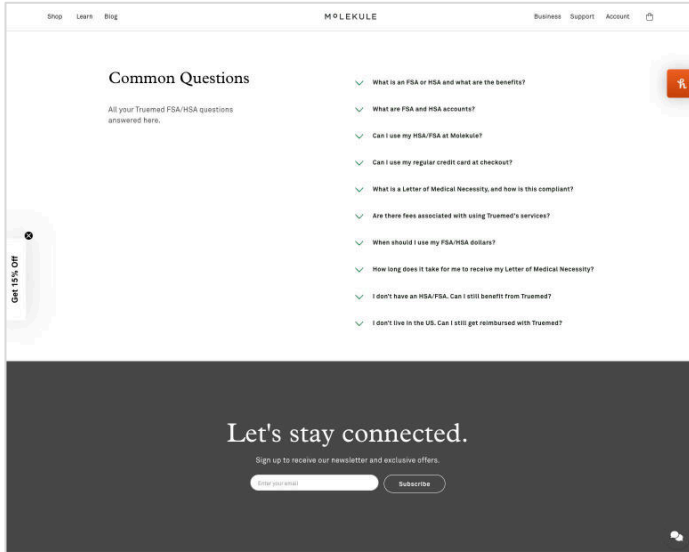 Shop Learn Blog MOLEKULE Business Support Account
Common Questions
All your Truemed FSA/HSA questions
answered here.
What is an FSA or HSA and what are the benefits?
What are FSA and HSA accounts?
Can I use my HSA/FSA at Molekule?
Can I use my regular credit card at checkout?
What is a Letter of Medical Necessity, and how is this compliant?
Are there fees associated with using Truemed's services?
When should I use my FSA/HSA dollars?
How long does it take for me to receive my Letter of Medical Necessity?
I don't have an HSA/FSA. Can I still benefit from Truemed?
I don't live in the US. Can I still get reimbursed with Truemed?
Get 15% Off
Let's stay connected.
Sign up to receive our newsletter and exclusive offers.
Enter your email Subscribe